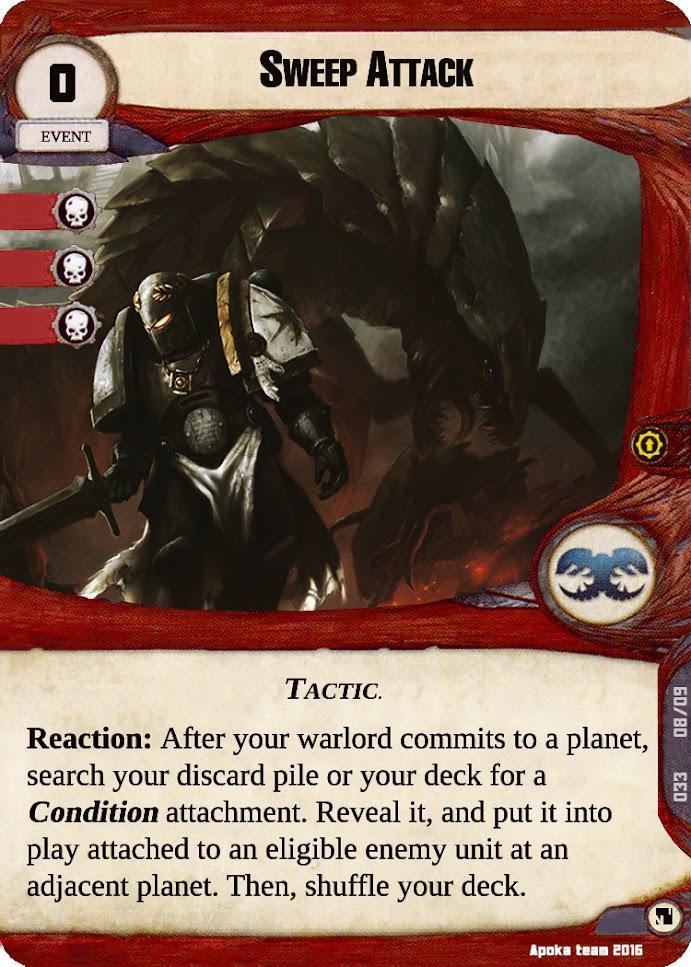 0
SWEEP ATTACK
EVENT
TACTIC.
Reaction: After your warlord commits to a planet,
search your discard pile or your deck for a
Condition attachment. Reveal it, and put it into
play attached to an eligible enemy unit at an
adjacent planet. Then, shuffle your deck.
033 08/09
Apoka team 2016